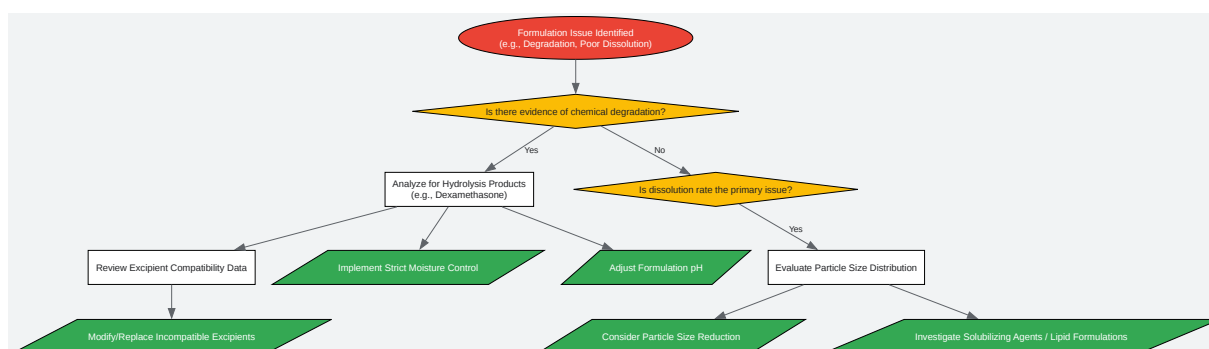 Formulation Issue Identified
(e.g., Degradation, Poor Dissolution)
Is there evidence of chemical degradation?
Yes
No
Analyze for Hydrolysis Products
(e.g., Dexamethasone)
Is dissolution rate the primary issue?
Yes
Review Excipient Compatibility Data
Implement Strict Moisture Control
Adjust Formulation pH
Evaluate Particle Size Distribution
Modify/Replace Incompatible Excipients
Consider Particle Size Reduction
Investigate Solubilizing Agents / Lipid Formulations